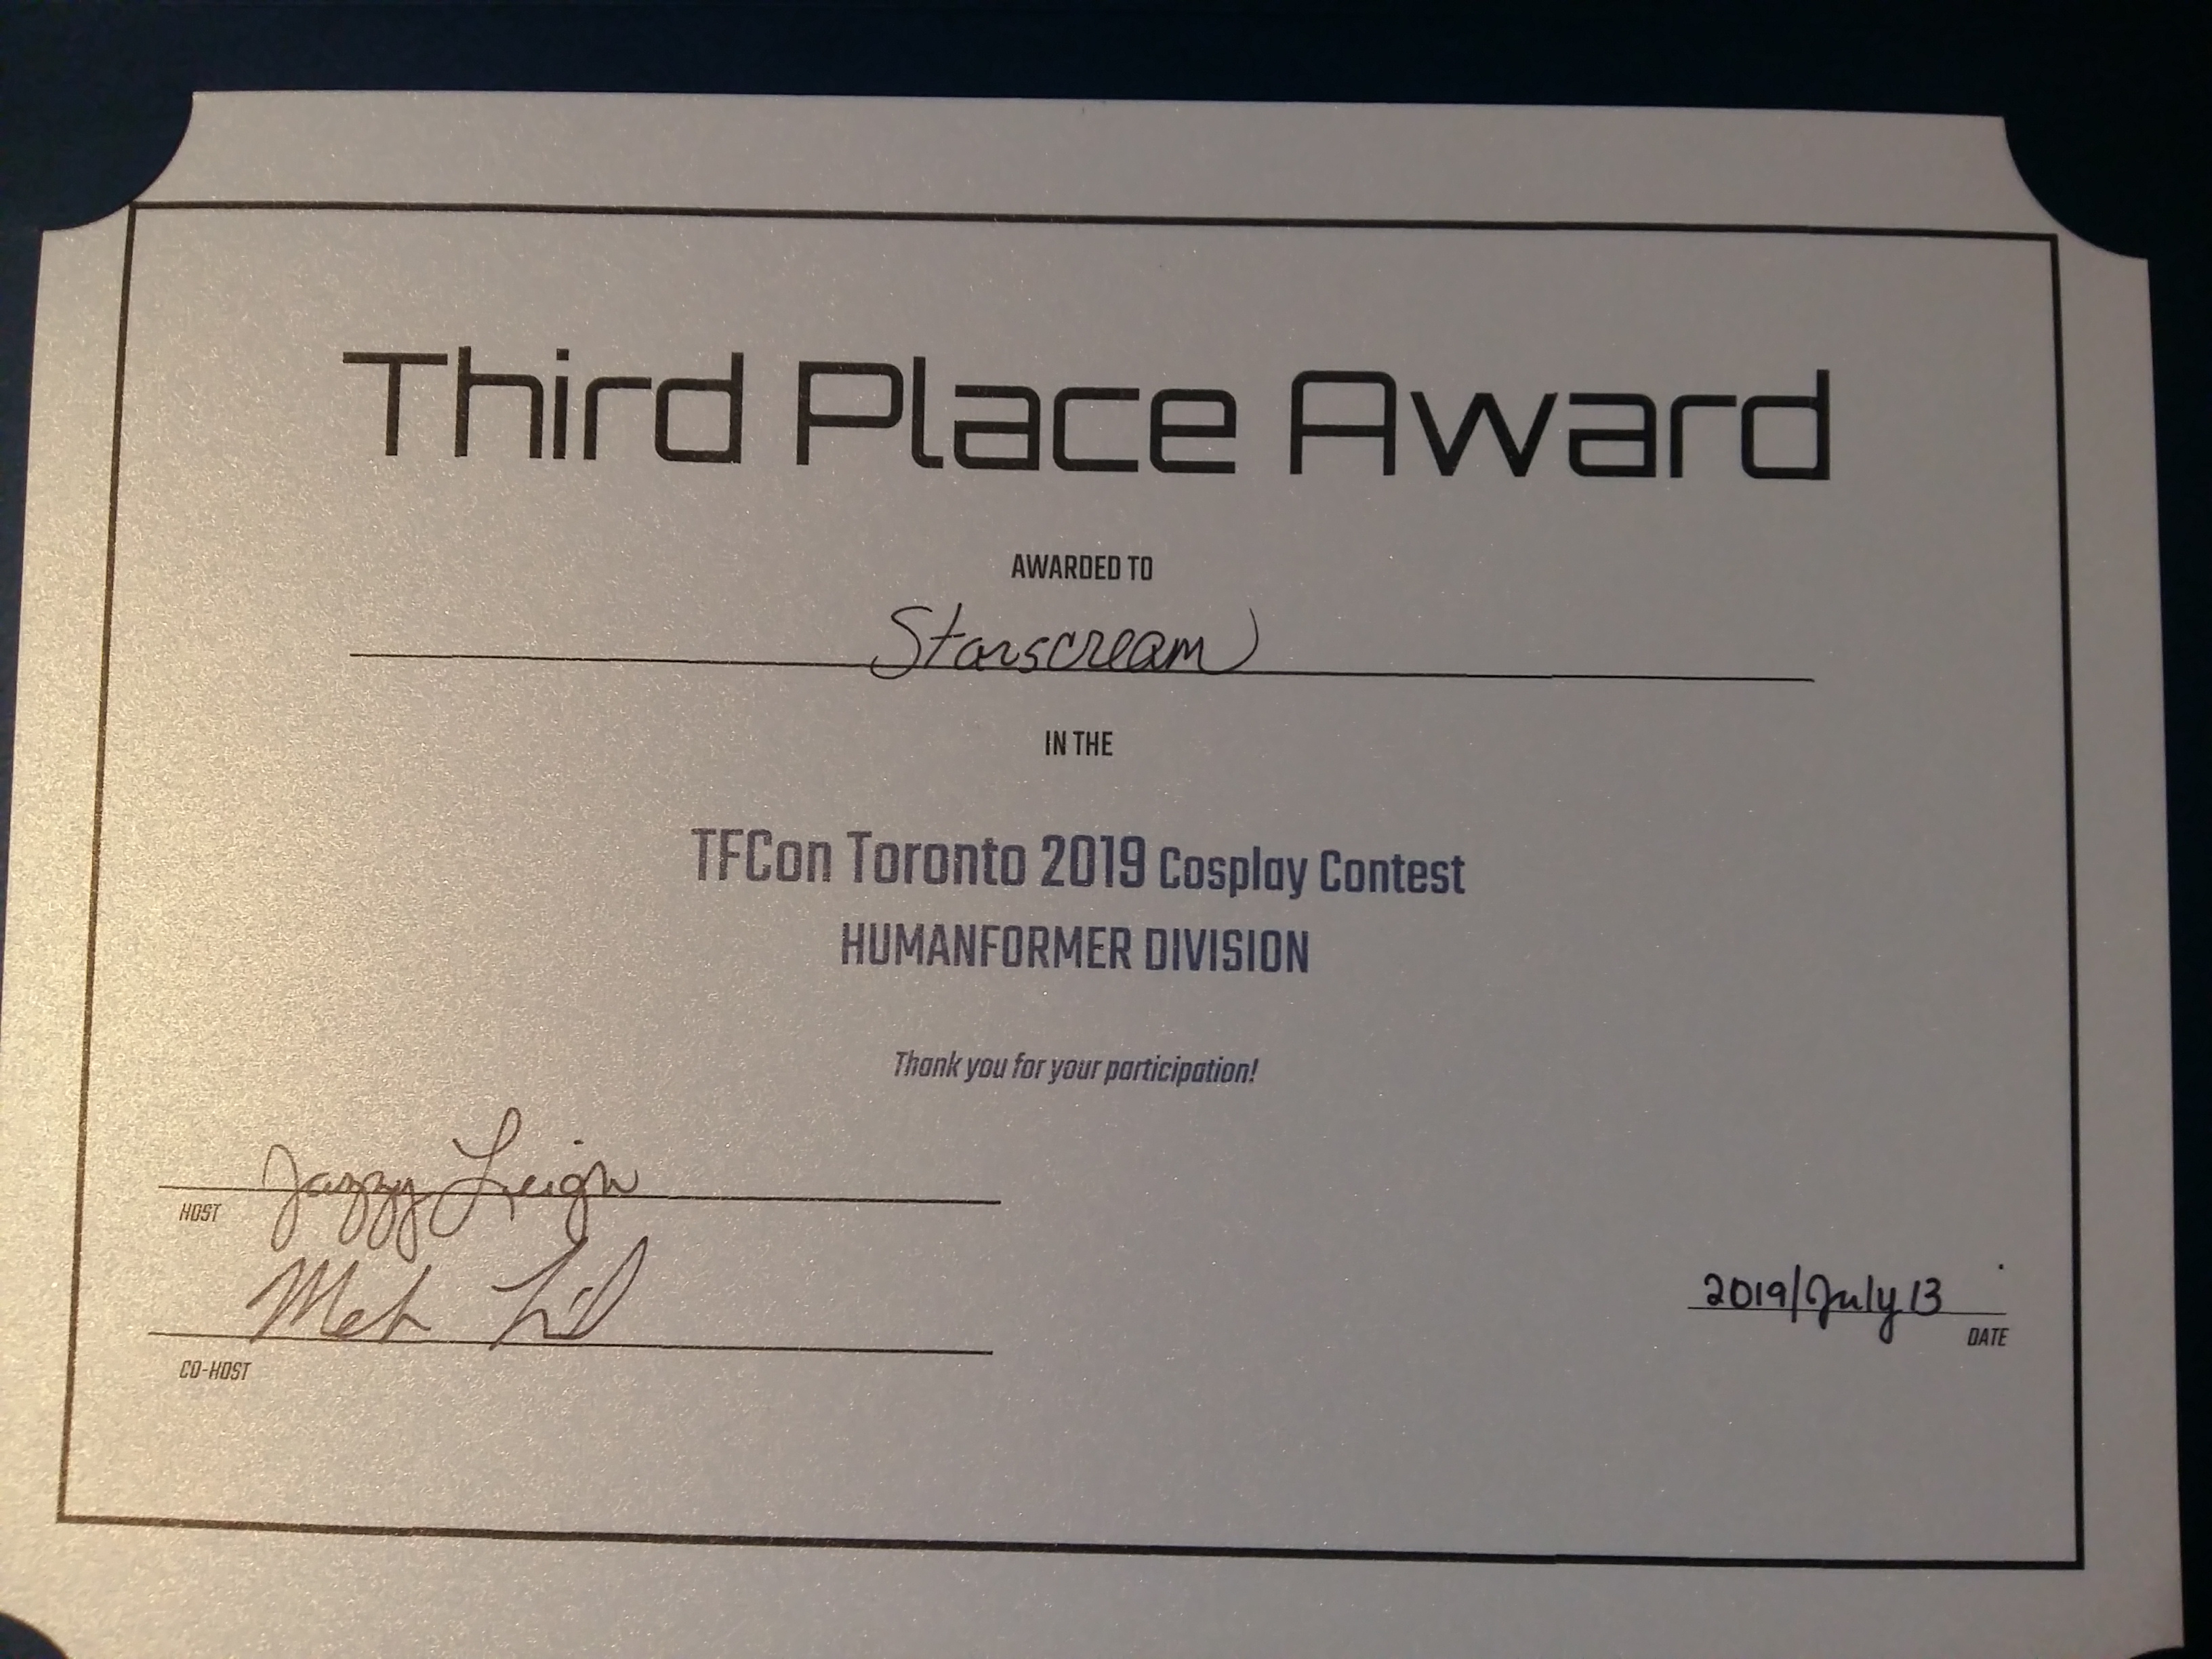 Third Place Award
AWARDED TO
Starscream
IN THE
TFCon Toronto 2019 Cosplay Contest
HUMANFORMER DIVISION
Thank you for your participation!
Jazzy Leigh
HOST
CO-HOST
2019/July 13
DATE